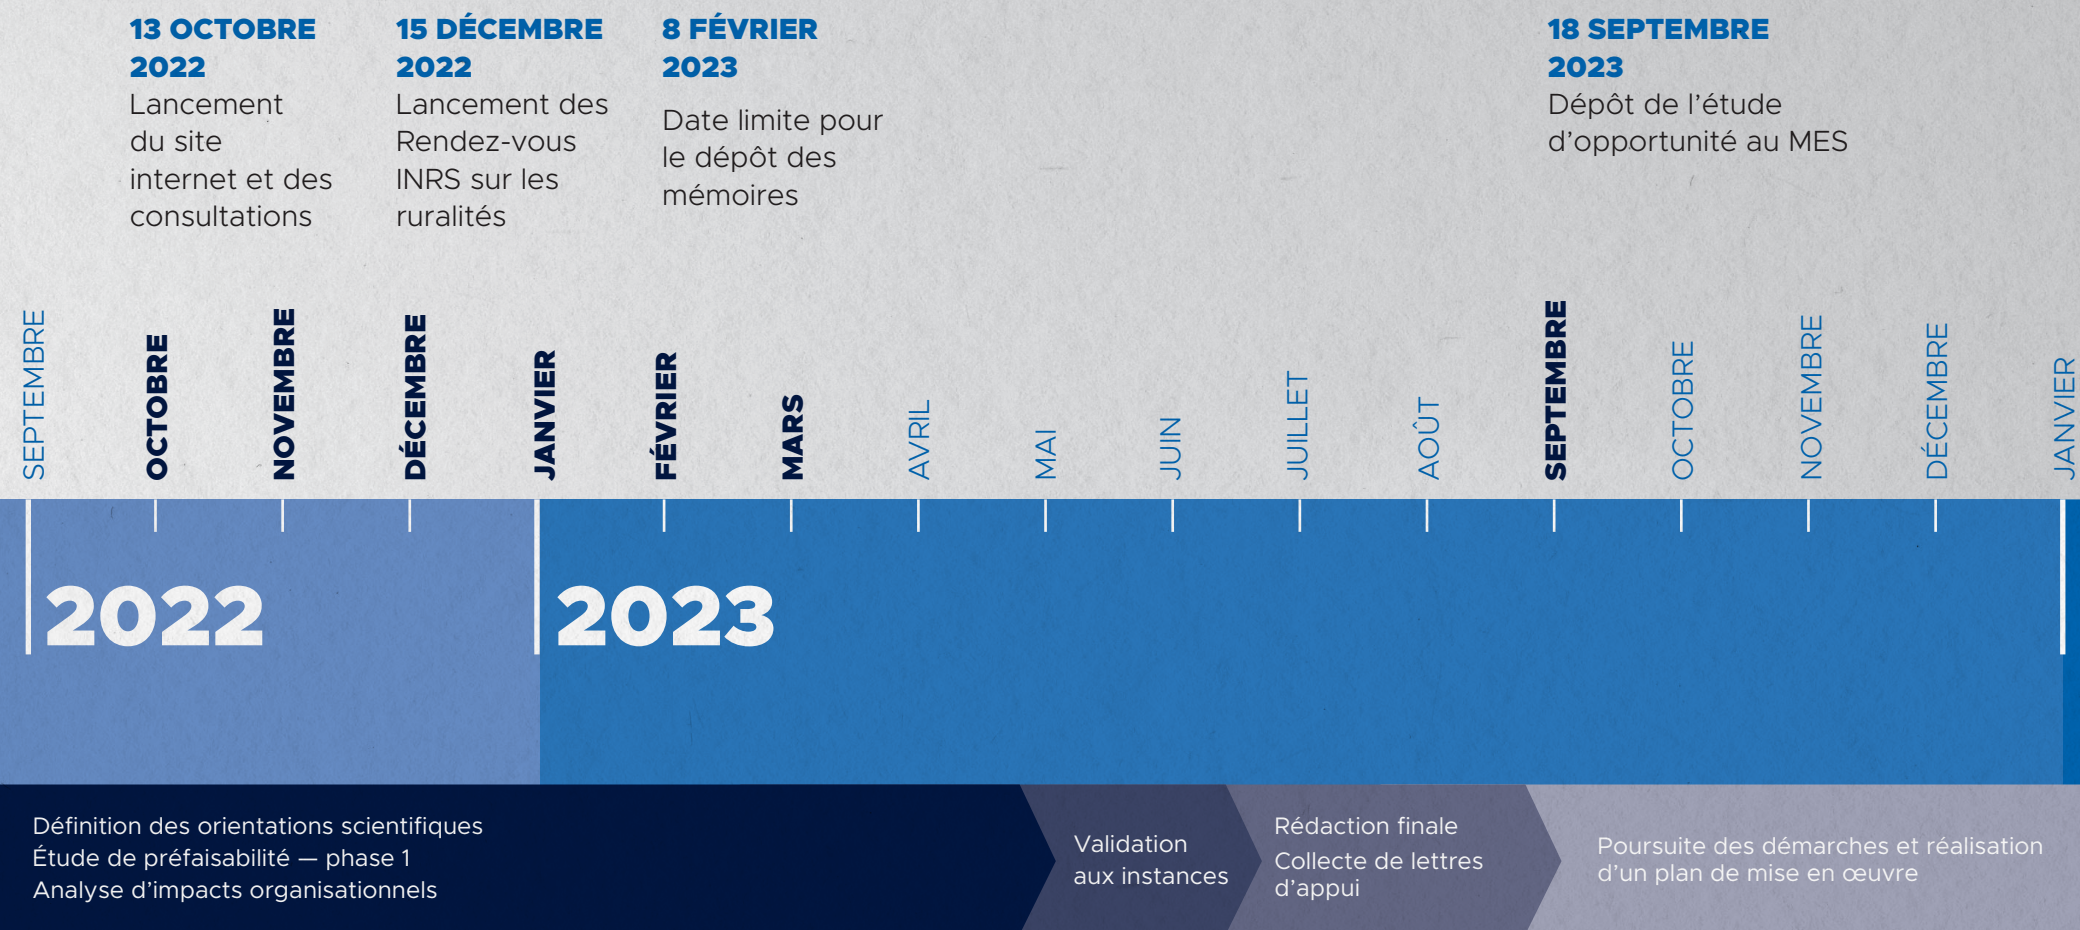 13 OCTOBRE
2022
Lancement
du site
internet et des
consultations
15 DÉCEMBRE
2022
Lancement des
Rendez-vous
INRS sur les
ruralités
8 FÉVRIER
2023
Date limite pour
le dépôt des
mémoires
18 SEPTEMBRE
2023
Dépôt de l’étude
d’opportunité au MES
SEPTEMBRE
OCTOBRE
NOVEMBRE
DÉCEMBRE
JANVIER
FÉVRIER
MARS
AVRIL
MAI
JUIN
JUILLET
AOÛT
SEPTEMBRE
OCTOBRE
NOVEMBRE
DÉCEMBRE
JANVIER
2022
2023
Définition des orientations scientifiques
Étude de préfaisabilité — phase 1
Analyse d’impacts organisationnels
Validation
aux instances
Rédaction finale
Collecte de lettres
d’appui
Poursuite des démarches et réalisation
d’un plan de mise en œuvre